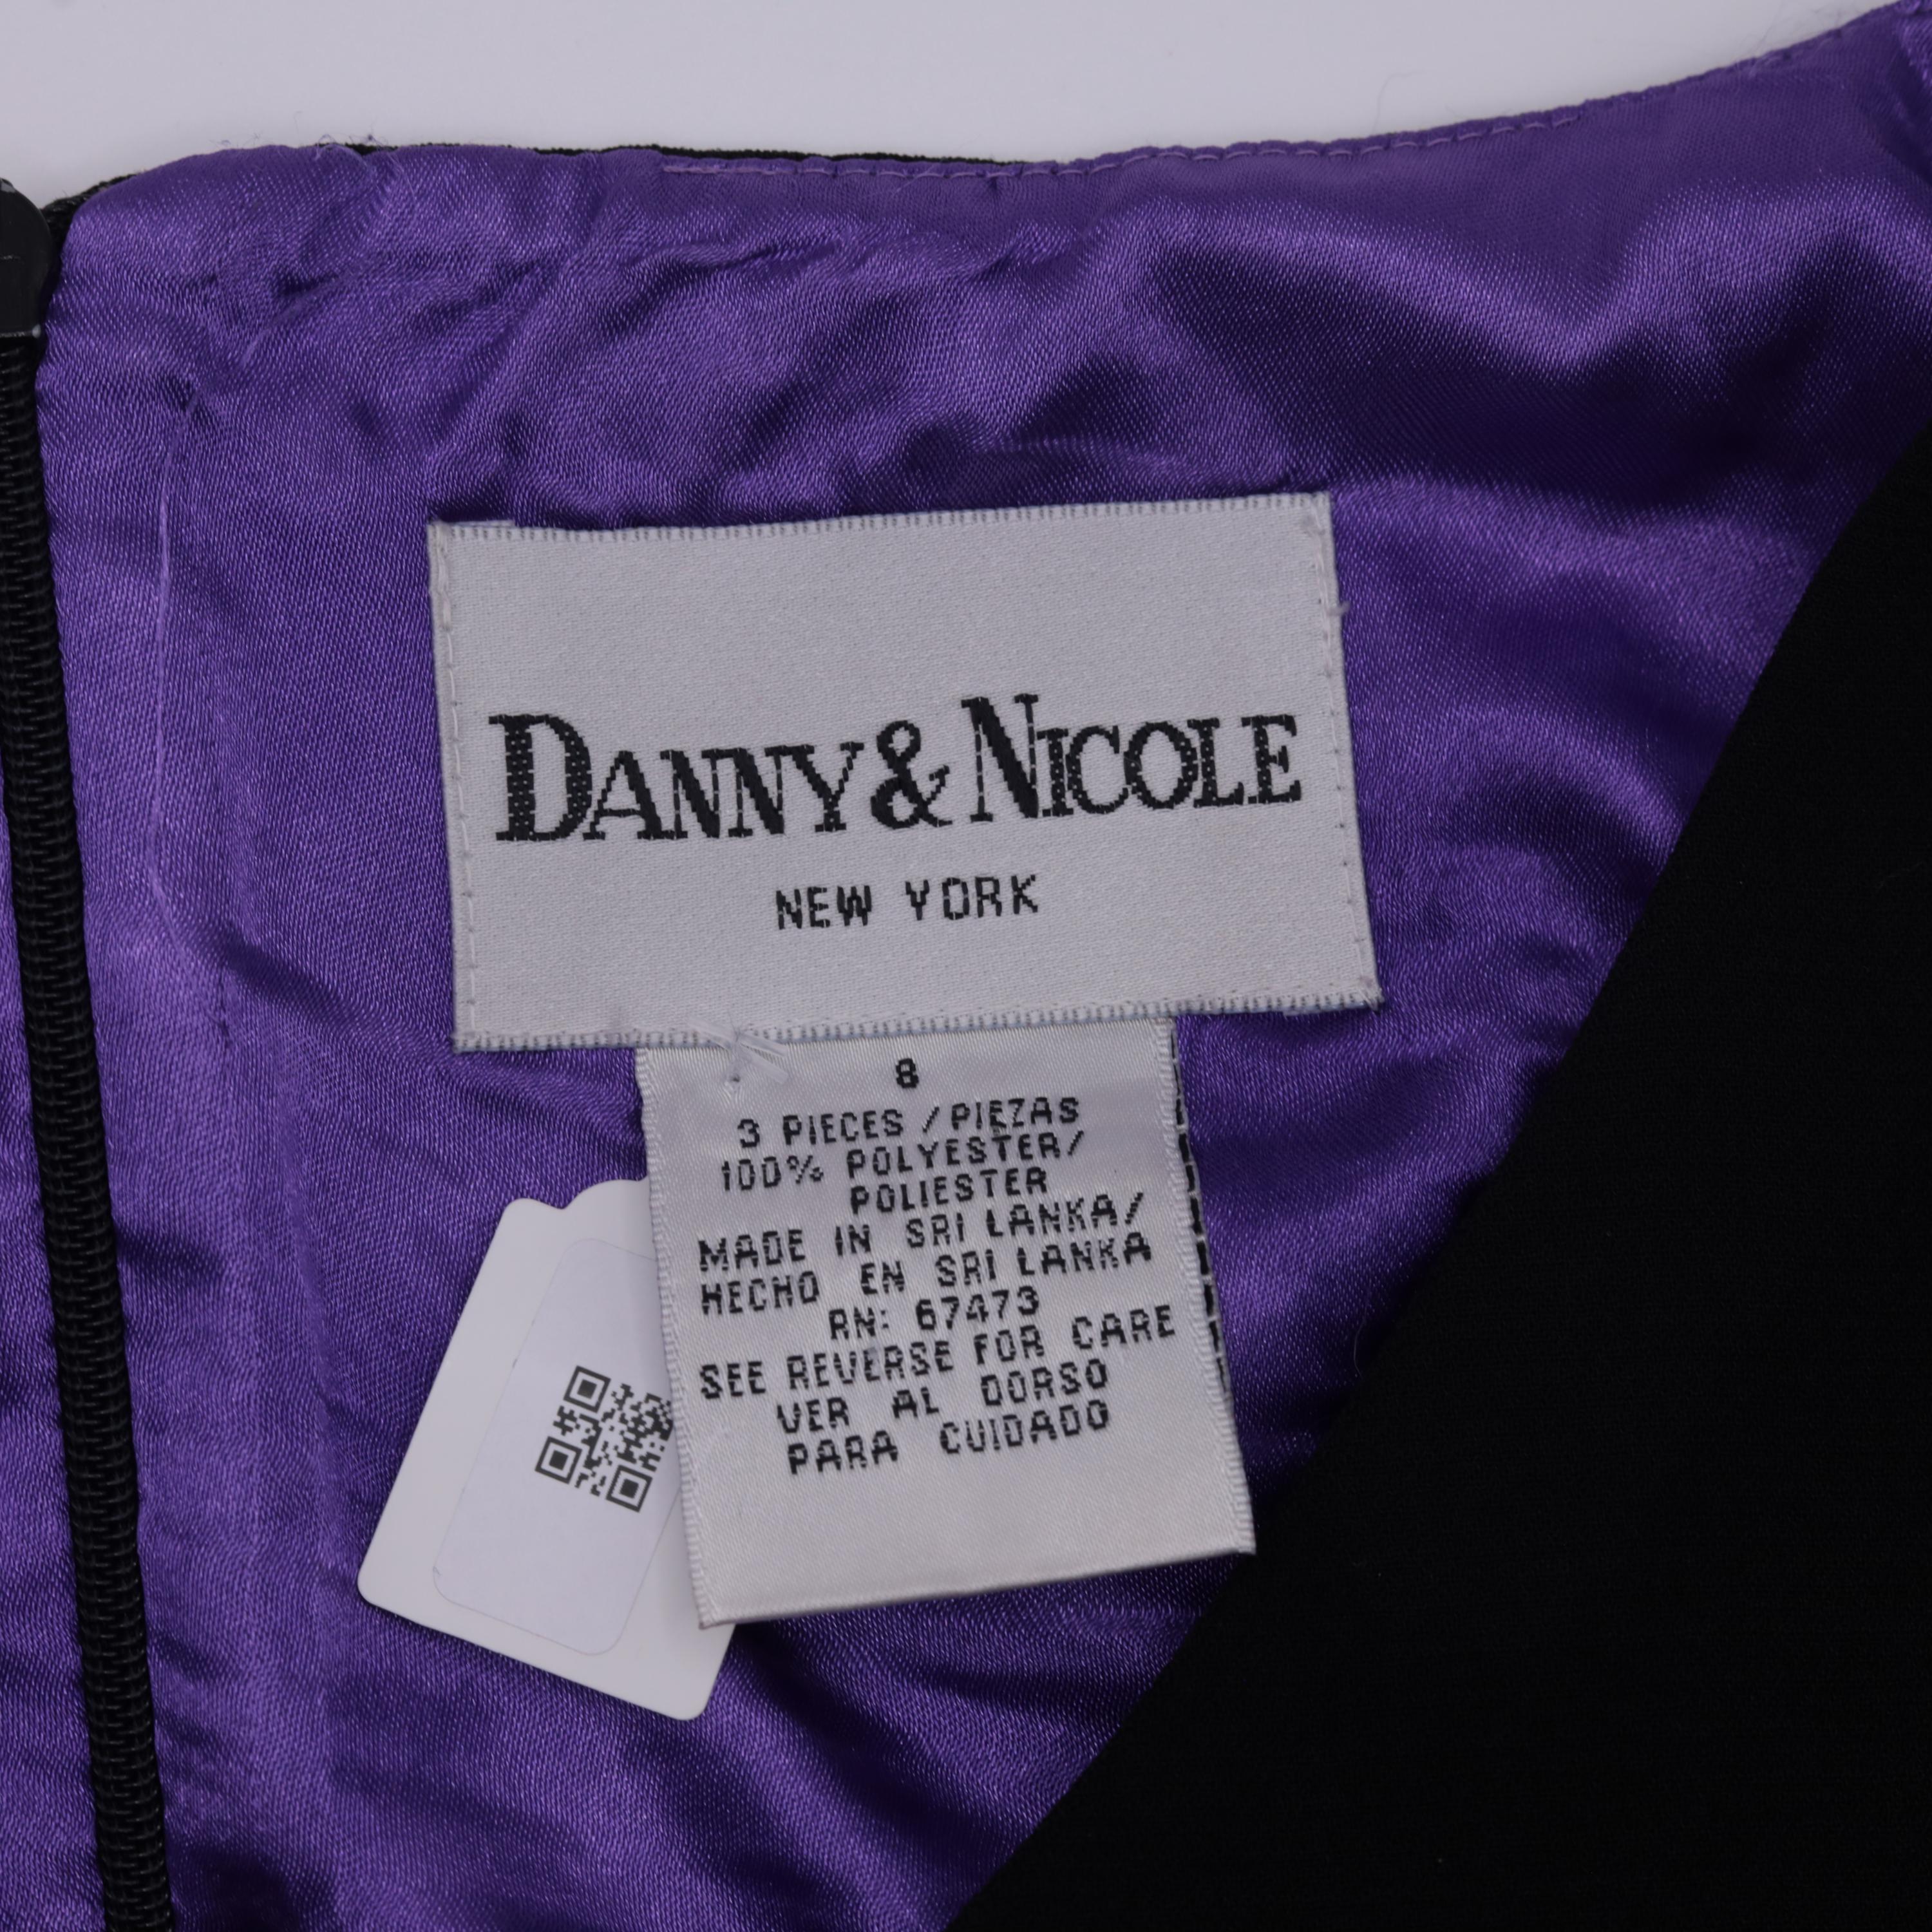 DANNY & NICOLE
NEW YORK
8
3 PIECES / PIEZAS
100% POLYESTER/
POLIESTER
MADE IN SRI LANKA/
HECHO EN SRI LANKA
RN: 67473
SEE REVERSE FOR CARE
VER AL DORSO
PARA CUIDADO